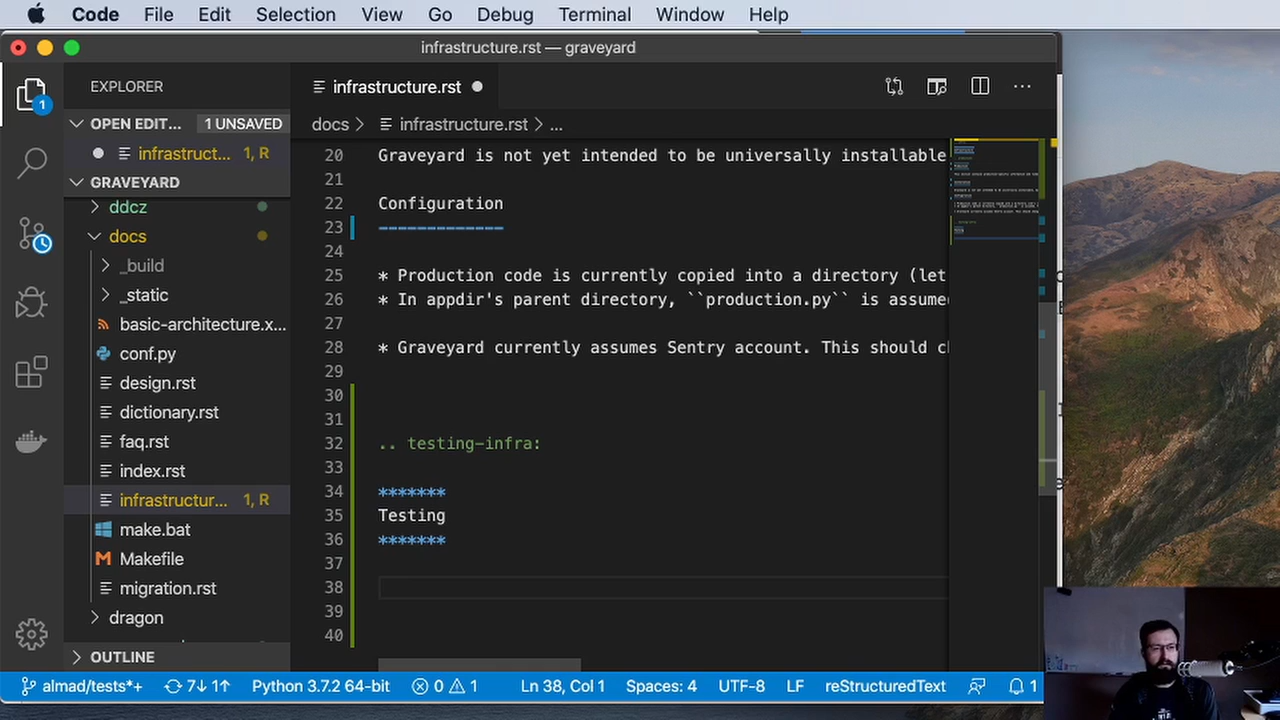 Code File Edit Selection View Go Debug Terminal Window Help
infrastructure.rst — graveyard
EXPLORER
infrastructure.rst
OPEN EDIT... 1 UNSAVED
docs infrastructure.rst ...
infrastruct... 1, R
GRAVEYARD
ddcz
docs
_build
_static
basic-architecture.x...
conf.py
design.rst
dictionary.rst
faq.rst
index.rst
infrastructur... 1, R
make.bat
Makefile
migration.rst
dragon
OUTLINE
20 Graveyard is not yet intended to be universally installable
21
22 Configuration
23 -------------
24
25 * Production code is currently copied into a directory (let
26 * In appdir's parent directory, ``production.py`` is assumed
27
28 * Graveyard currently assumes Sentry account. This should
29
30
31
32 .. testing-infra:
33
34 *******
35 Testing
36 *******
37
38
39
40
1
almad/tests*+ 7↓ 1↑ Python 3.7.2 64-bit 0 1 Ln 38, Col 1 Spaces: 4 UTF-8 LF reStructuredText 1